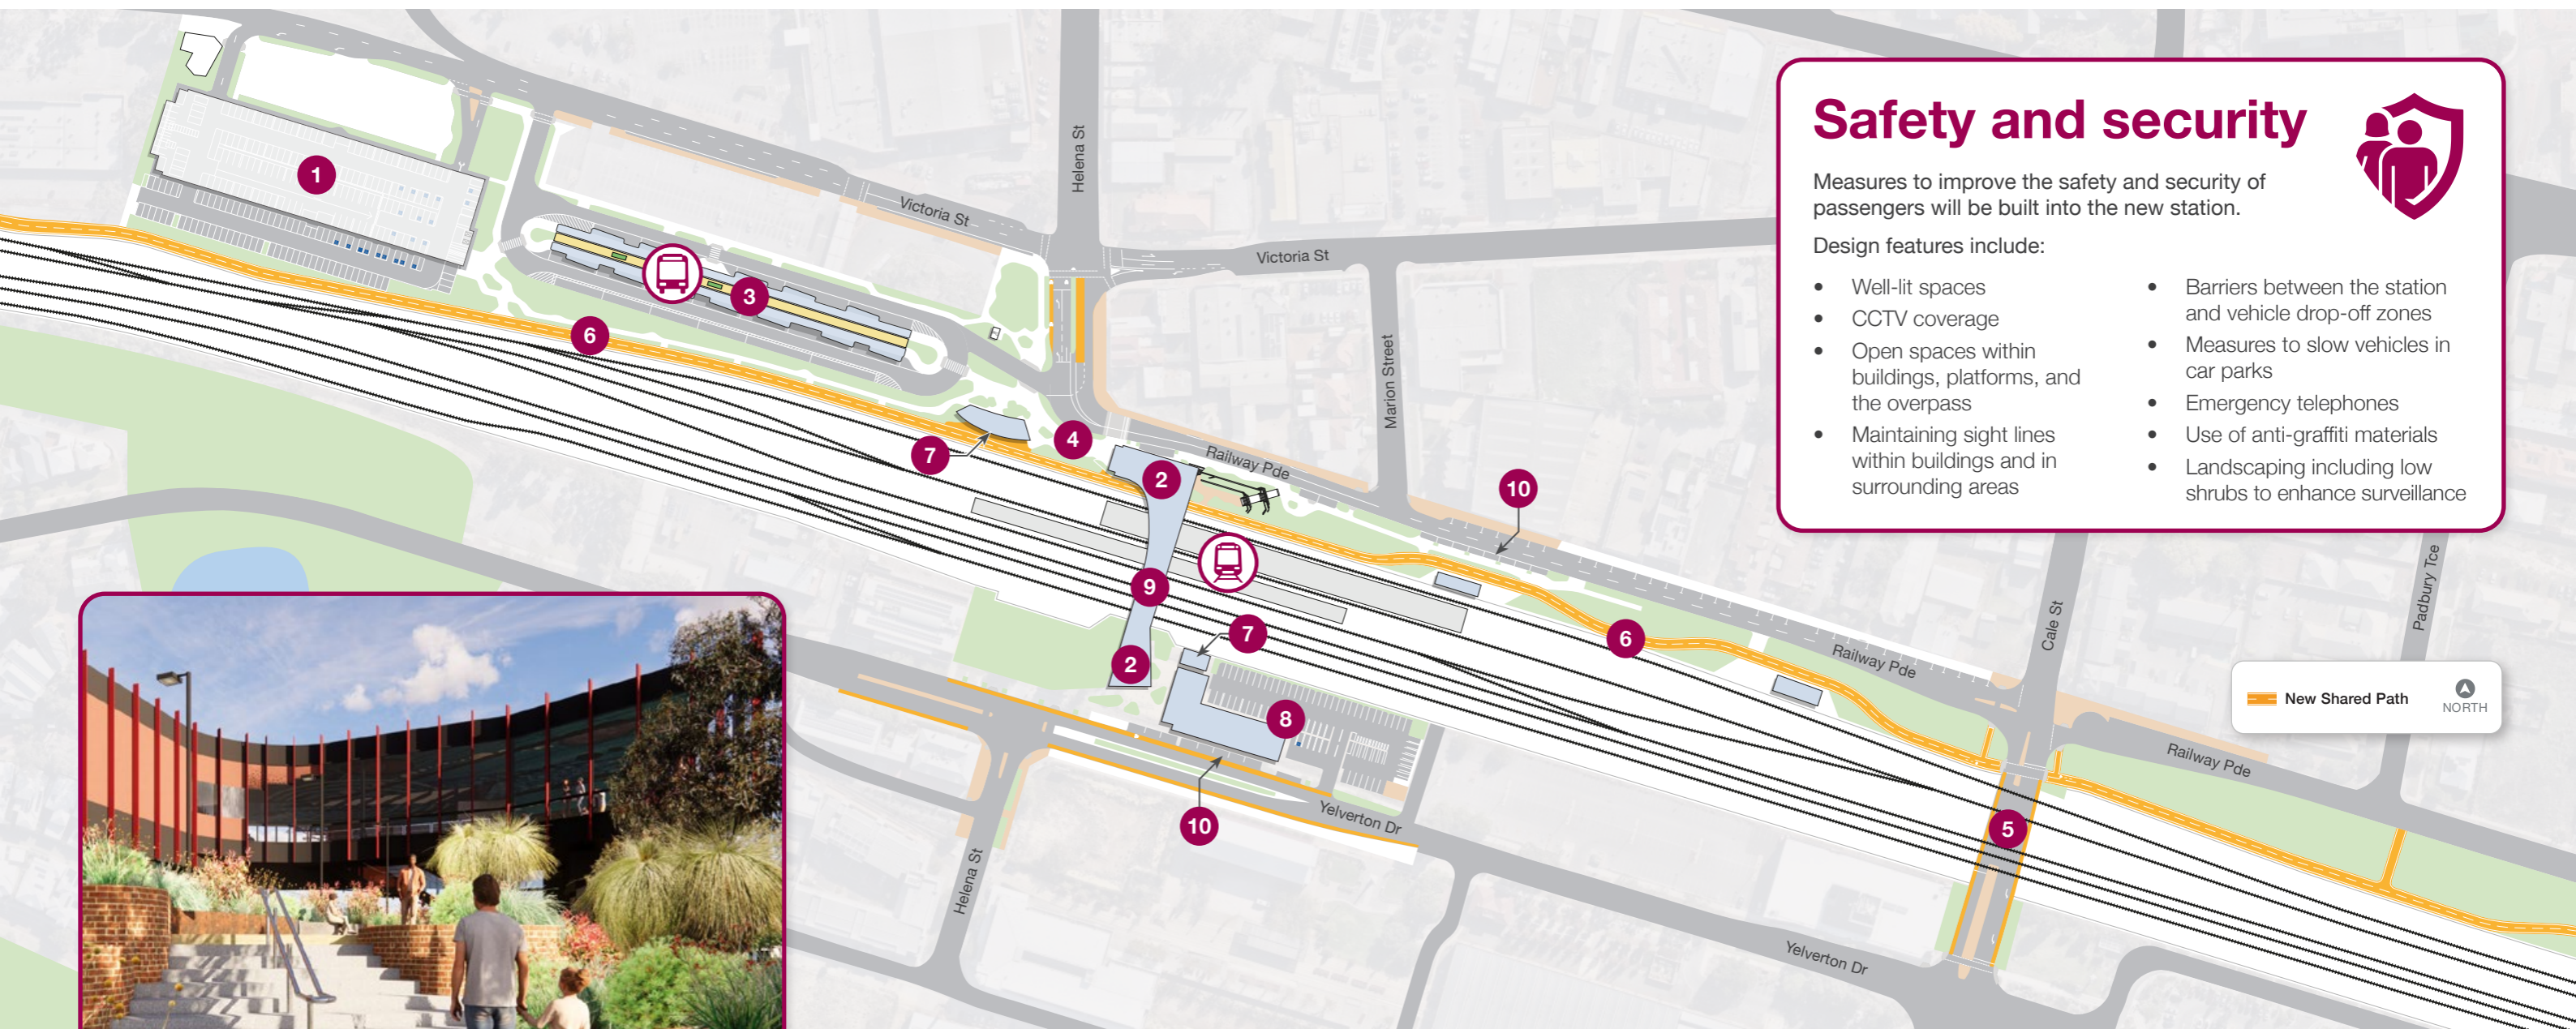 Safety and security
Measures to improve the safety and security of
passengers will be built into the new station.
Design features include:
• Well-lit spaces
• CCTV coverage
• Open spaces within
buildings, platforms, and
the overpass
• Maintaining sight lines
within buildings and in
surrounding areas
• Barriers between the station
and vehicle drop-off zones
• Measures to slow vehicles in
car parks
• Emergency telephones
• Use of anti-graffiti materials
• Landscaping including low
shrubs to enhance surveillance
Helena St
1
Victoria St
Victoria St
3
6
Marion Street
4
7
Railway Pde
2
10
9
7
6
2
Railway Pde
Cale St
Padbury Tce
New Shared Path
NORTH
8
Railway Pde
10
Yelverton Dr
5
Helena St
Yelverton Dr